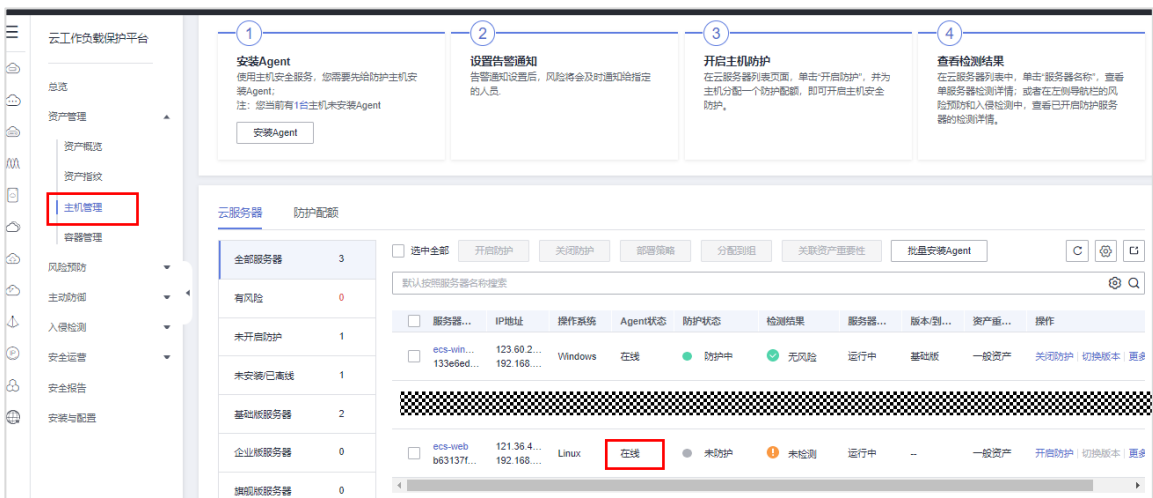 云工作负载保护平台
总览
资产管理
资产概览
资产指纹
主机管理
容器管理
风险预防
主动防御
入侵检测
安全运营
安全报告
安装与配置
1
安装Agent
使用主机安全服务，您需要先给防护主机安
装Agent;
注：您当前有1台主机未安装Agent
安装Agent
2
设置告警通知
告警通知设置后，风险将会及时通知给指定
的人员.
3
开启主机防护
在云服务器列表页面，单击“开启防护”，并为
主机分配一个防护配额，即可开启主机安全
防护。
4
查看检测结果
在云服务器列表中，单击“服务器名称”，查看
单服务器检测详情；或者在左侧导航栏的风
险预防和入侵检测中，查看已开启防护服务
器的检测详情。
云服务器 防护配额
全部服务器 3
有风险 0
未开启防护 1
未安装/已离线 1
基础版服务器 2
企业版服务器 0
旗舰版服务器 0
选中全部 开启防护 关闭防护 部署策略 分配到组 关联资产重要性 批量安装Agent
默认按照服务器名称搜索
服务器... IP地址 操作系统 Agent状态 防护状态 检测结果 服务器... 版本/到... 资产重... 操作
ecs-win... 123.60.2... Windows 在线 防护中 无风险 运行中 基础版 一般资产 关闭防护 切换版本 更多
133e6ed... 192.168....
ecs-web 121.36.4... Linux 在线 未防护 未检测 运行中 -- 一般资产 开启防护 切换版本 更多
b63137f... 192.168....